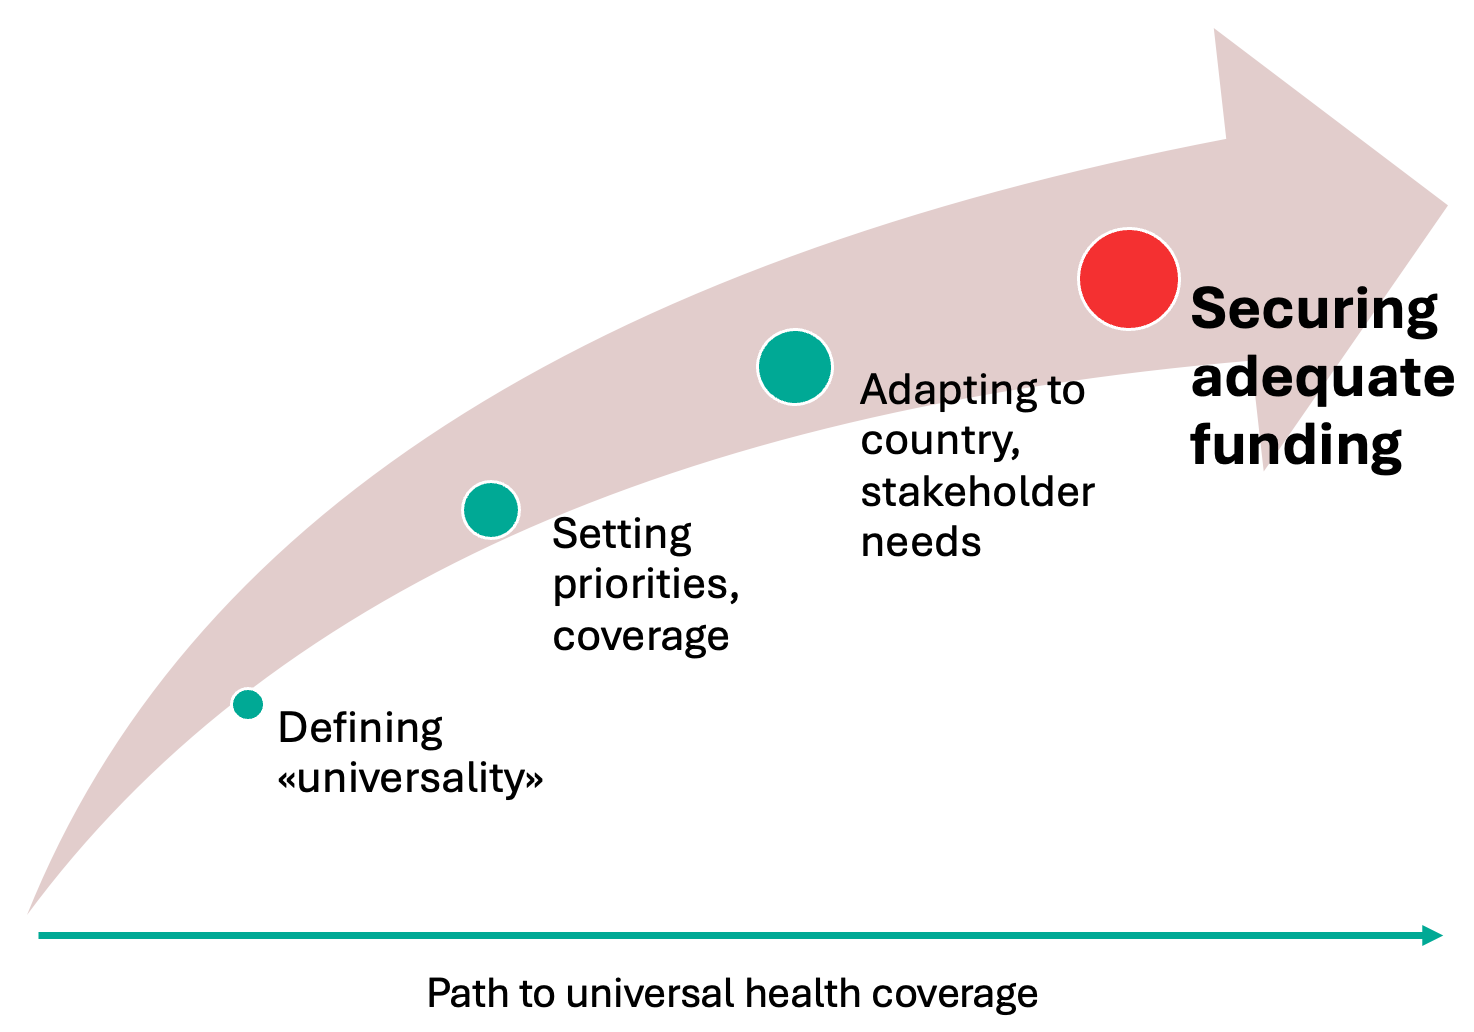 Securing
adequate
funding
Adapting to
country,
stakeholder
needs
Setting
priorities,
coverage
Defining
«universality»
Path to universal health coverage